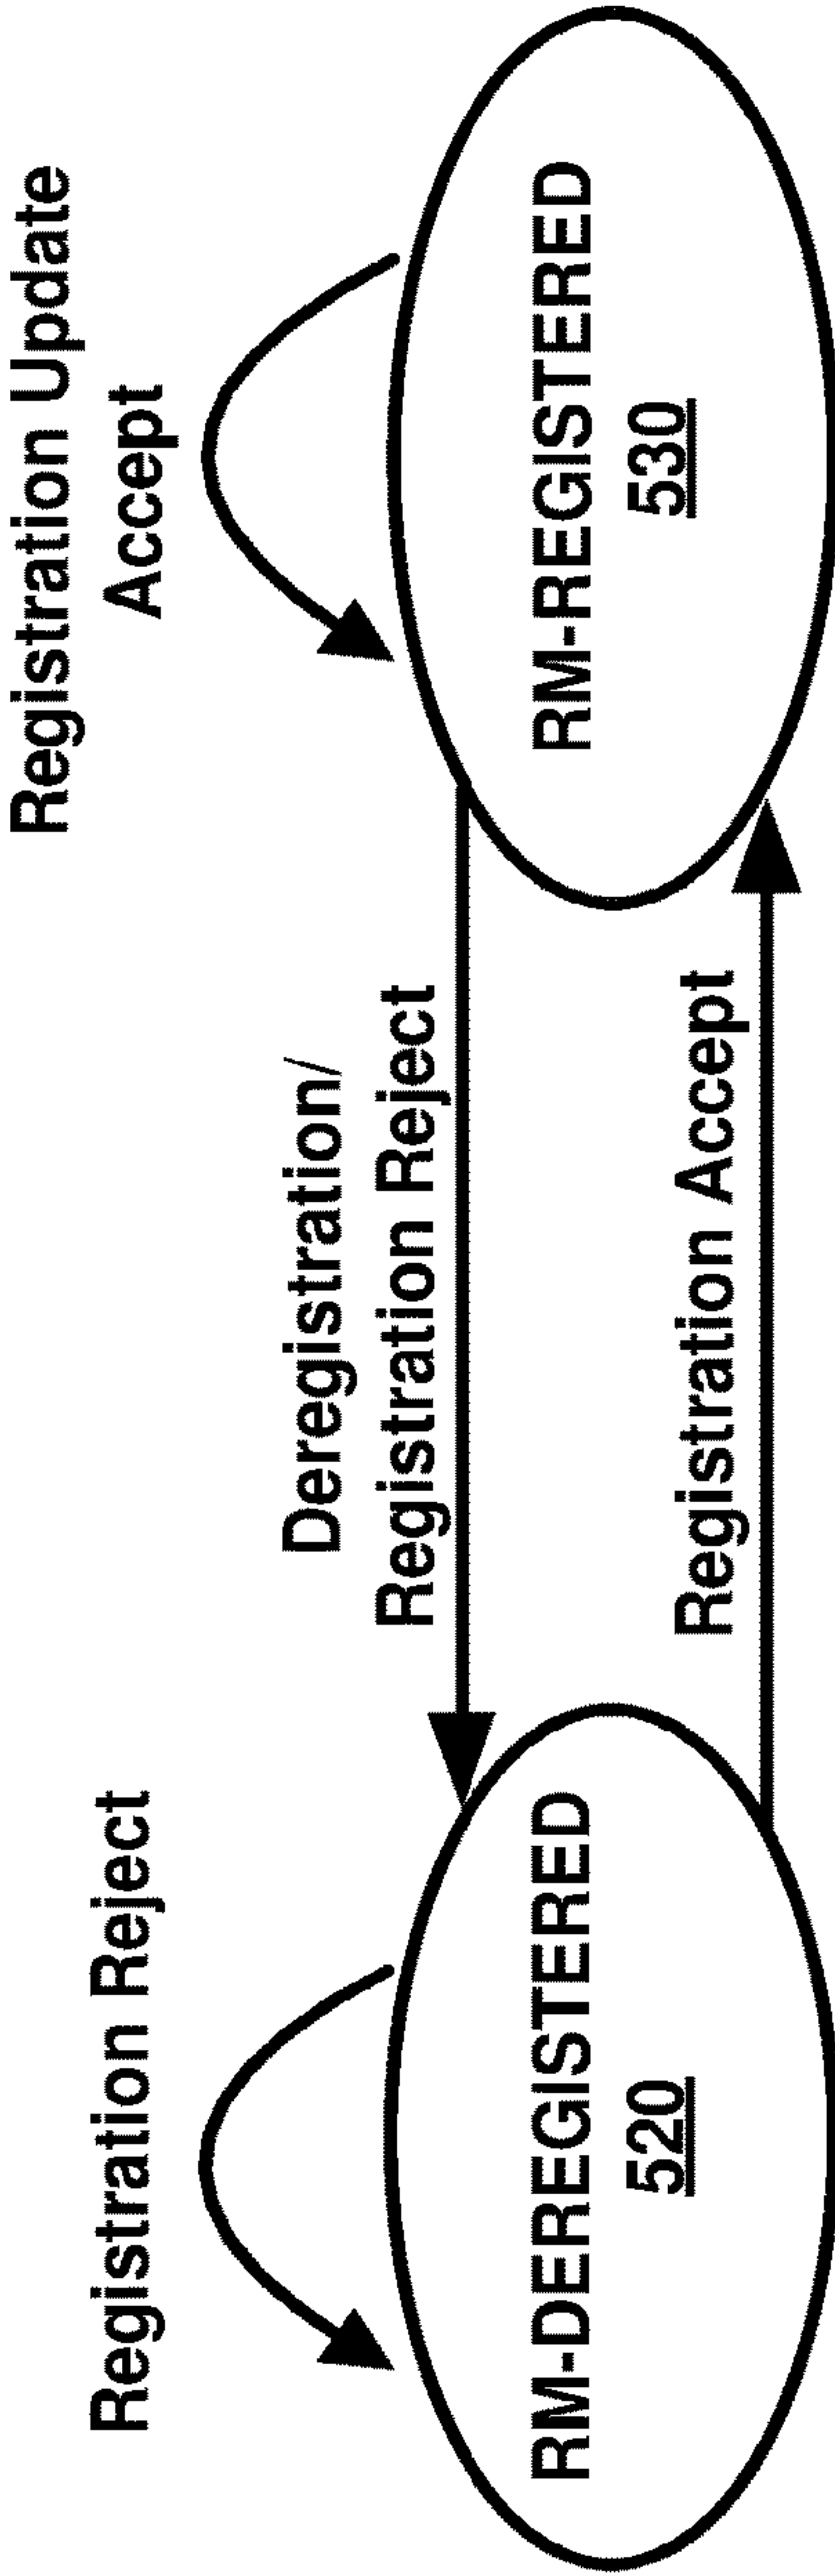 Registration Reject
Registration Update
Accept
Deregistration/
Registration Reject
Registration Accept
RM-DEREGISTERED
520
RM-REGISTERED
530